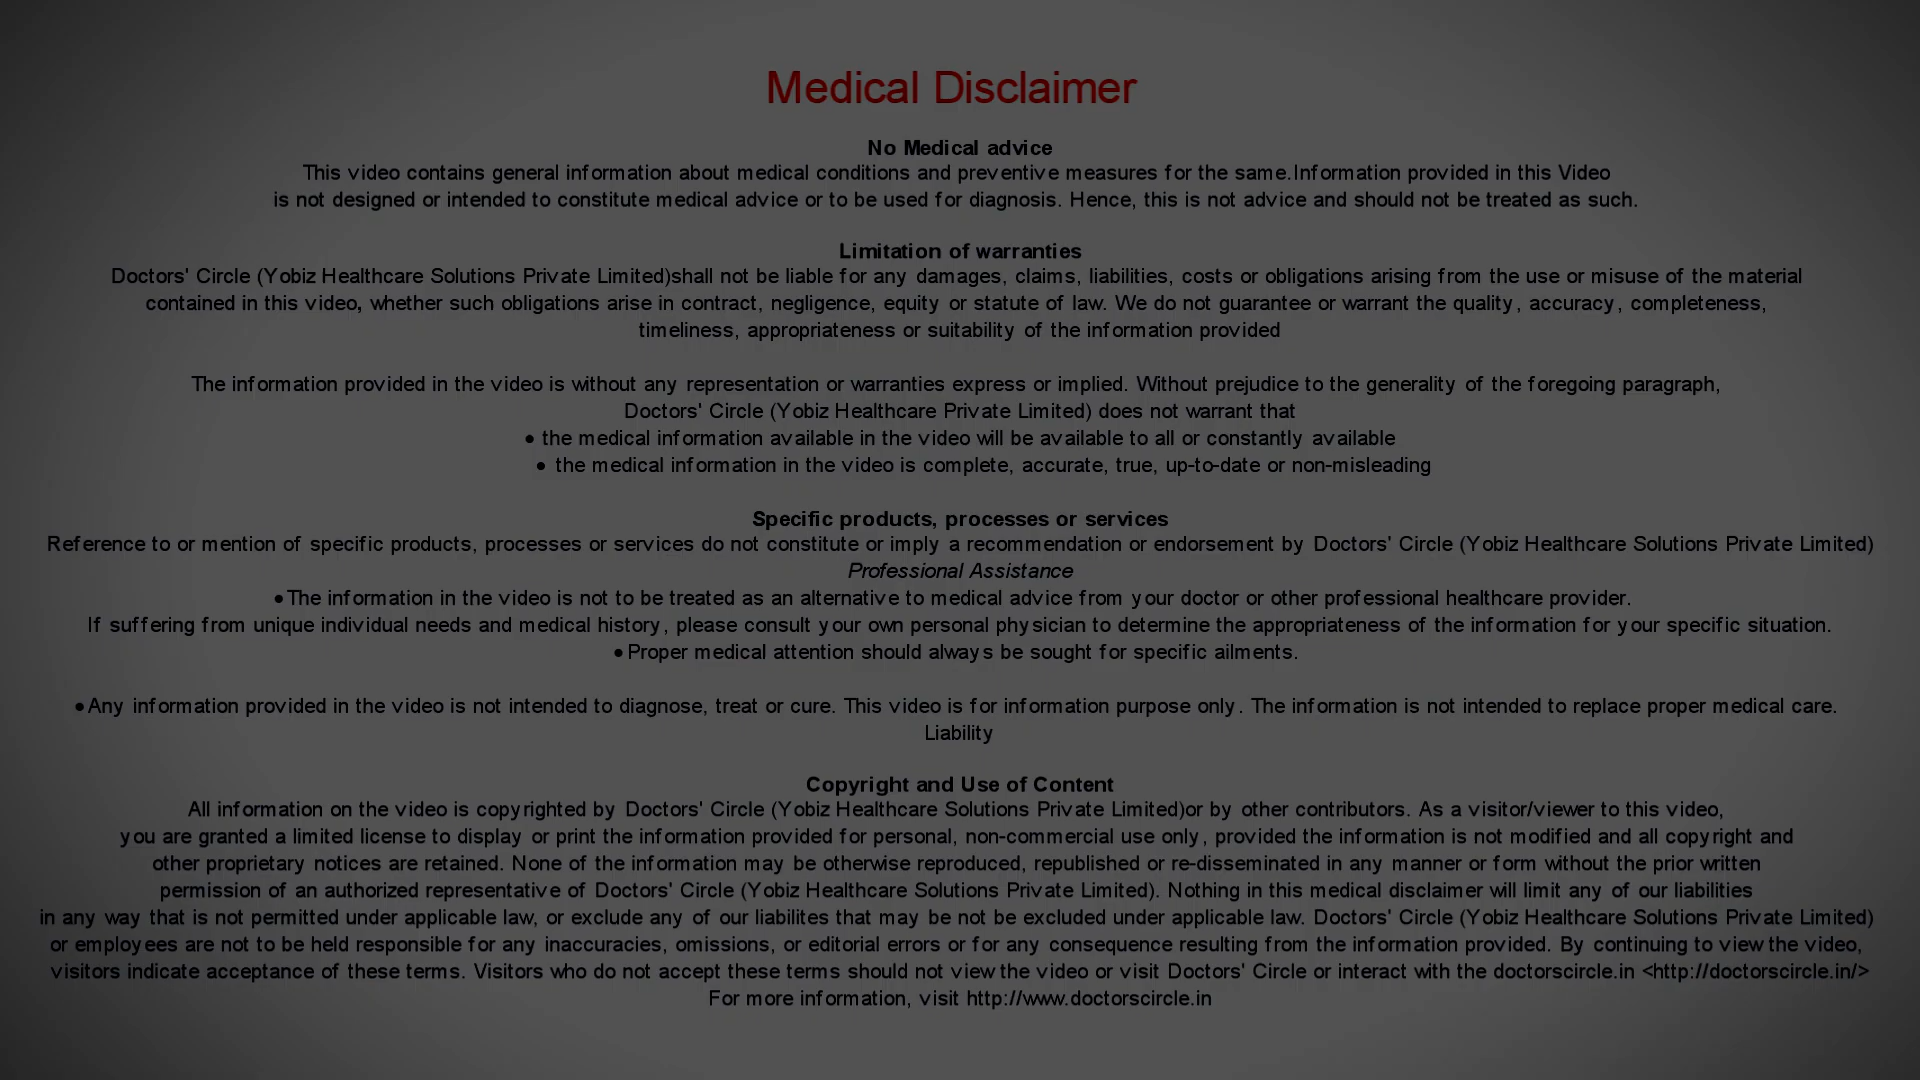 Medical Disclaimer
No Medical advice
This video contains general information about medical conditions and preventive measures for the same.Information provided in this Video
is not designed or intended to constitute medical advice or to be used for diagnosis. Hence, this is not advice and should not be treated as such.
Limitation of warranties
Doctors' Circle (Yobiz Healthcare Solutions Private Limited)shall not be liable for any damages, claims, liabilities, costs or obligations arising from the use or misuse of the material
contained in this video, whether such obligations arise in contract, negligence, equity or statute of law. We do not guarantee or warrant the quality, accuracy, completeness,
timeliness, appropriateness or suitability of the information provided
The information provided in the video is without any representation or warranties express or implied. Without prejudice to the generality of the foregoing paragraph,
Doctors' Circle (Yobiz Healthcare Private Limited) does not warrant that
• the medical information available in the video will be available to all or constantly available
• the medical information in the video is complete, accurate, true, up-to-date or non-misleading
Specific products, processes or services
Reference to or mention of specific products, processes or services do not constitute or imply a recommendation or endorsement by Doctors' Circle (Yobiz Healthcare Solutions Private Limited)
Professional Assistance
•The information in the video is not to be treated as an alternative to medical advice from your doctor or other professional healthcare provider.
If suffering from unique individual needs and medical history, please consult your own personal physician to determine the appropriateness of the information for your specific situation.
•Proper medical attention should always be sought for specific ailments.
•Any information provided in the video is not intended to diagnose, treat or cure. This video is for information purpose only. The information is not intended to replace proper medical care.
Liability
Copyright and Use of Content
All information on the video is copyrighted by Doctors' Circle (Yobiz Healthcare Solutions Private Limited)or by other contributors. As a visitor/viewer to this video,
you are granted a limited license to display or print the information provided for personal, non-commercial use only, provided the information is not modified and all copyright and
other proprietary notices are retained. None of the information may be otherwise reproduced, republished or re-disseminated in any manner or form without the prior written
permission of an authorized representative of Doctors' Circle (Yobiz Healthcare Solutions Private Limited). Nothing in this medical disclaimer will limit any of our liabilities
in any way that is not permitted under applicable law, or exclude any of our liabilites that may be not be excluded under applicable law. Doctors' Circle (Yobiz Healthcare Solutions Private Limited)
or employees are not to be held responsible for any inaccuracies, omissions, or editorial errors or for any consequence resulting from the information provided. By continuing to view the video,
visitors indicate acceptance of these terms. Visitors who do not accept these terms should not view the video or visit Doctors' Circle or interact with the doctorscircle.in <http://doctorscircle.in/>
For more information, visit http://www.doctorscircle.in